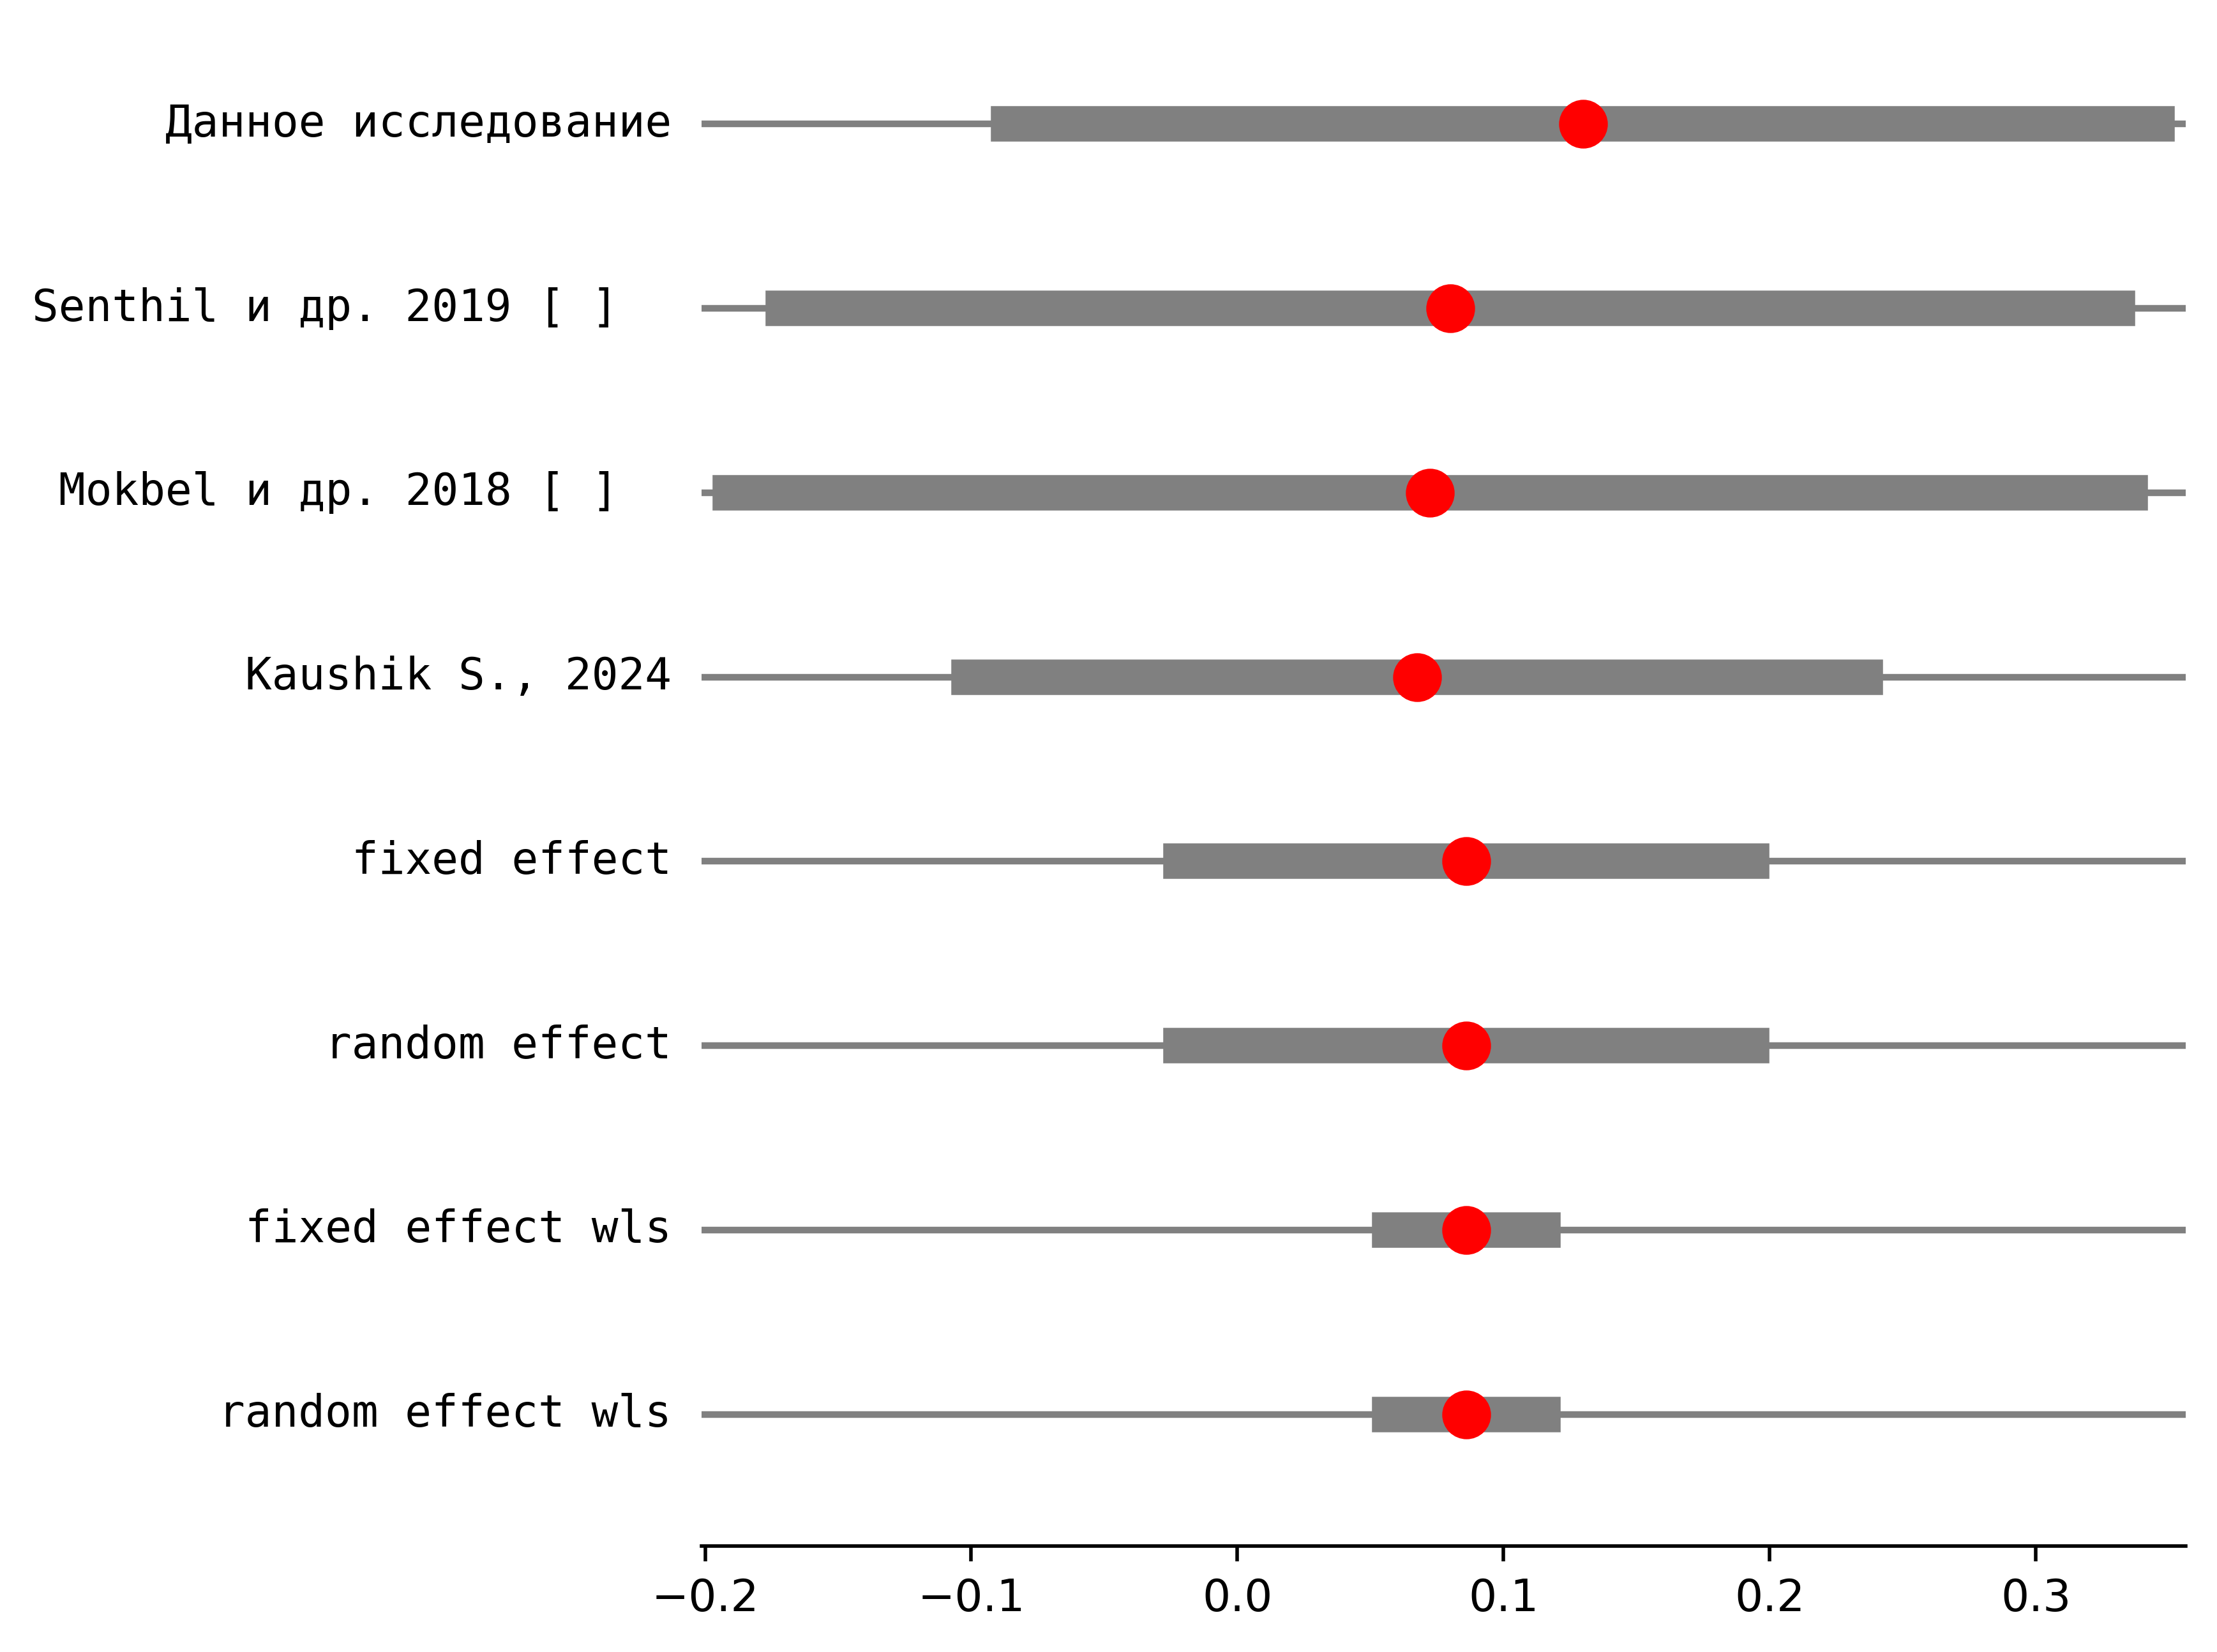 Данное исследование
Senthil и др. 2019 [ ]
Mokbel и др. 2018 [ ]
Kaushik S., 2024
fixed effect
random effect
fixed effect wls
random effect wls
−0.2 −0.1 0.0 0.1 0.2 0.3